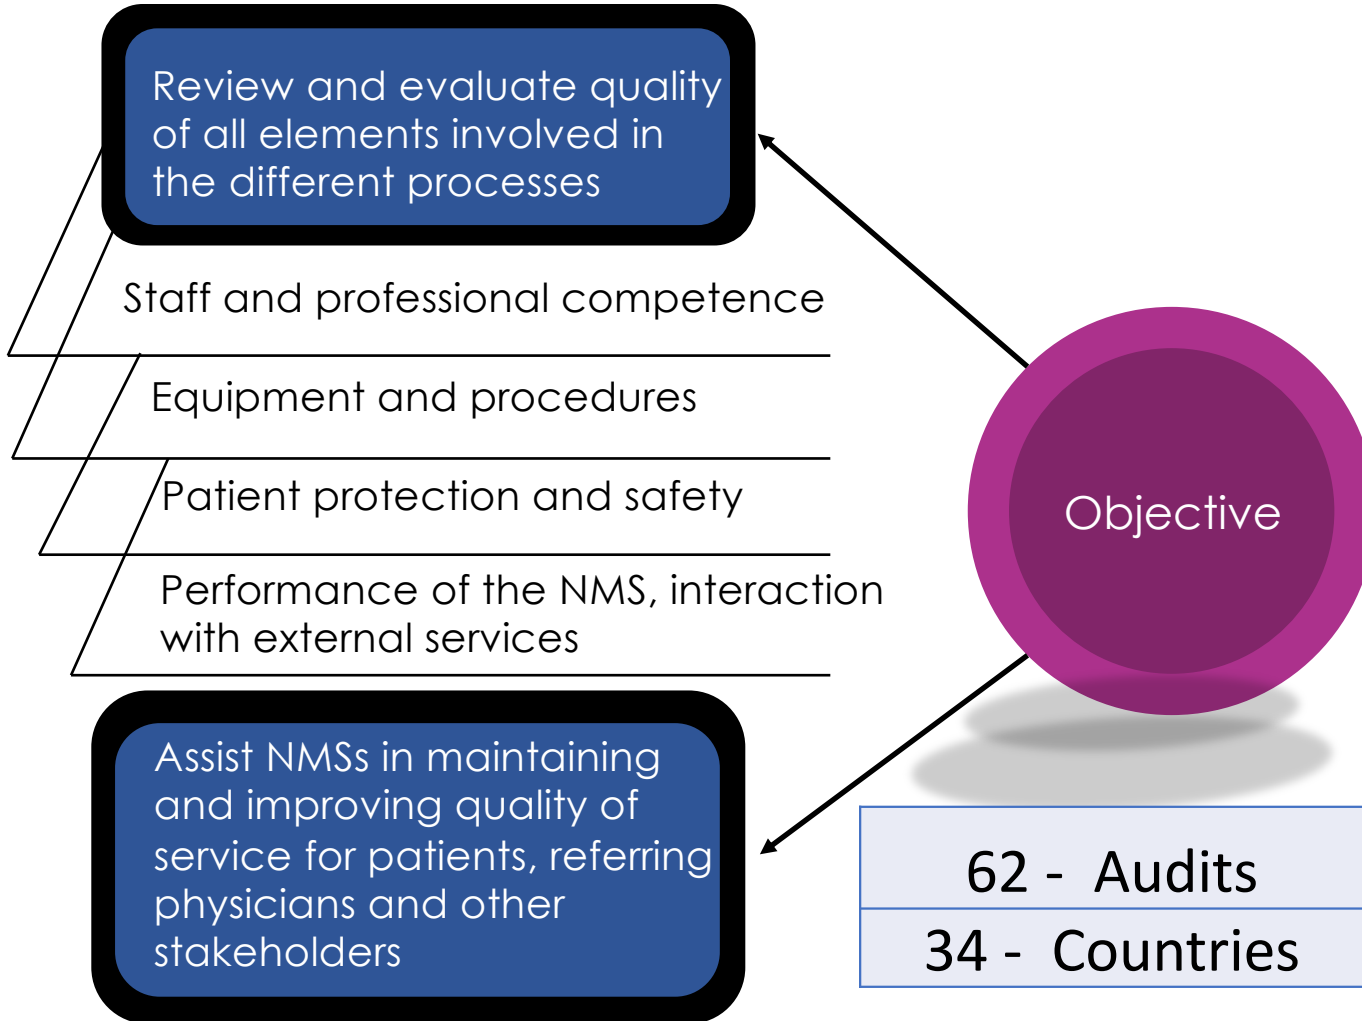 Review and evaluate quality
of all elements involved in
the different processes
Staff and professional competence
Equipment and procedures
Patient protection and safety
Performance of the NMS, interaction
with external services
Assist NMSs in maintaining
and improving quality of
service for patients, referring
physicians and other
stakeholders
Objective
62 - Audits
34 - Countries